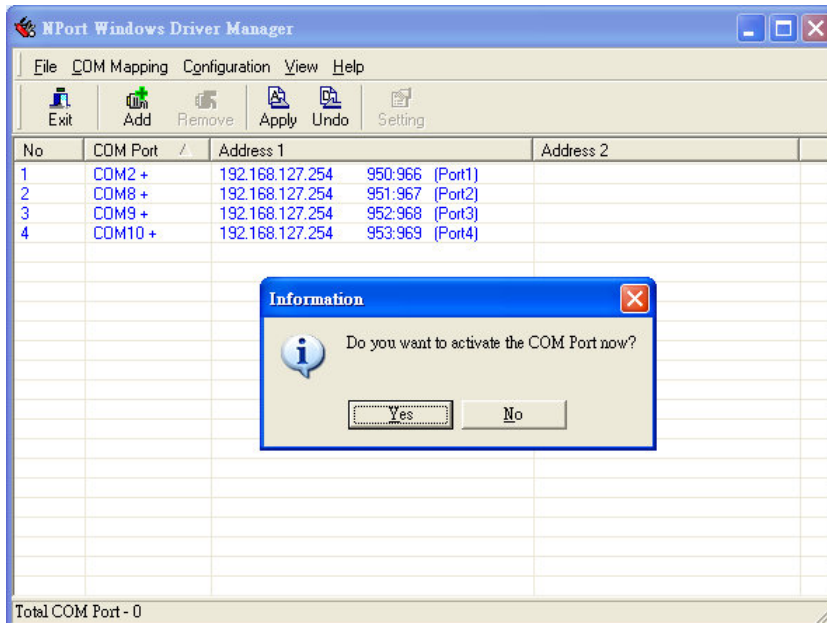 NPort Windows Driver Manager
File COM Mapping Configuration View Help
Exit Add Remove Apply Undo Setting
No COM Port Address 1 Address 2
1 COM2 + 192.168.127.254 950:966 (Port1)
2 COM8 + 192.168.127.254 951:967 (Port2)
3 COM9 + 192.168.127.254 952:968 (Port3)
4 COM10 + 192.168.127.254 953:969 (Port4)
Information
Do you want to activate the COM Port now?
Yes No
Total COM Port - 0